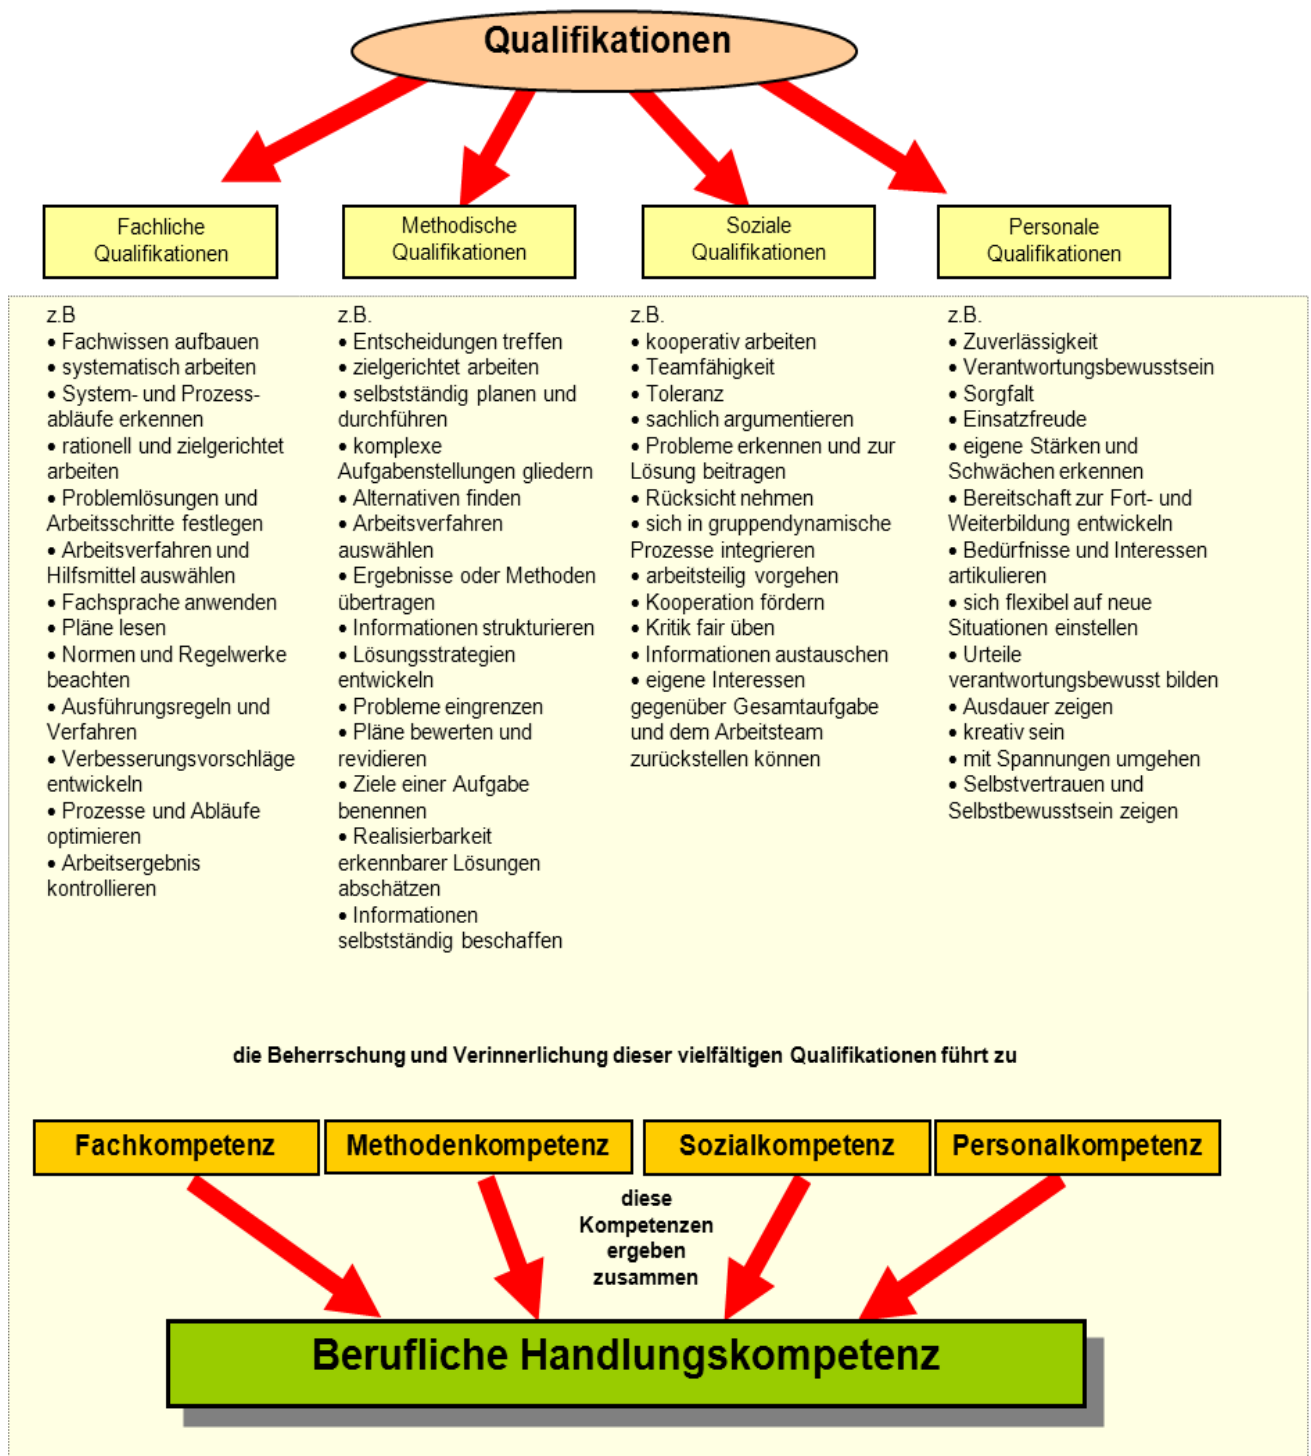 Qualifikationen
Fachliche
Qualifikationen
Methodische
Qualifikationen
Soziale
Qualifikationen
Personale
Qualifikationen
z.B
• Fachwissen aufbauen
• systematisch arbeiten
• System- und Prozess-
abläufe erkennen
• rationell und zielgerichtet
arbeiten
• Problemlösungen und
Arbeitsschritte festlegen
• Arbeitsverfahren und
Hilfsmittel auswählen
• Fachsprache anwenden
• Pläne lesen
• Normen und Regelwerke
beachten
• Ausführungsregeln und
Verfahren
• Verbesserungsvorschläge
entwickeln
• Prozesse und Abläufe
optimieren
• Arbeitsergebnis
kontrollieren
z.B.
• Entscheidungen treffen
• zielgerichtet arbeiten
• selbstständig planen und
durchführen
• komplexe
Aufgabenstellungen gliedern
• Alternativen finden
• Arbeitsverfahren
auswählen
• Ergebnisse oder Methoden
übertragen
• Informationen strukturieren
• Lösungsstrategien
entwickeln
• Probleme eingrenzen
• Pläne bewerten und
revidieren
• Ziele einer Aufgabe
benennen
• Realisierbarkeit
erkennbarer Lösungen
abschätzen
• Informationen
selbstständig beschaffen
z.B.
• kooperativ arbeiten
• Teamfähigkeit
• Toleranz
• sachlich argumentieren
• Probleme erkennen und zur
Lösung beitragen
• Rücksicht nehmen
• sich in gruppendynamische
Prozesse integrieren
• arbeitsteilig vorgehen
• Kooperation fördern
• Kritik fair üben
• Informationen austauschen
• eigene Interessen
gegenüber Gesamtaufgabe
und dem Arbeitsteam
zurückstellen können
z.B.
• Zuverlässigkeit
• Verantwortungsbewusstsein
• Sorgfalt
• Einsatzfreude
• eigene Stärken und
Schwächen erkennen
• Bereitschaft zur Fort- und
Weiterbildung entwickeln
• Bedürfnisse und Interessen
artikulieren
• sich flexibel auf neue
Situationen einstellen
• Urteile
verantwortungsbewusst bilden
• Ausdauer zeigen
• kreativ sein
• mit Spannungen umgehen
• Selbstvertrauen und
Selbstbewusstsein zeigen
die Beherrschung und Verinnerlichung dieser vielfältigen Qualifikationen führt zu
Fachkompetenz
Methodenkompetenz
Sozialkompetenz
Personalkompetenz
diese
Kompetenzen
ergeben
zusammen
Berufliche Handlungskompetenz